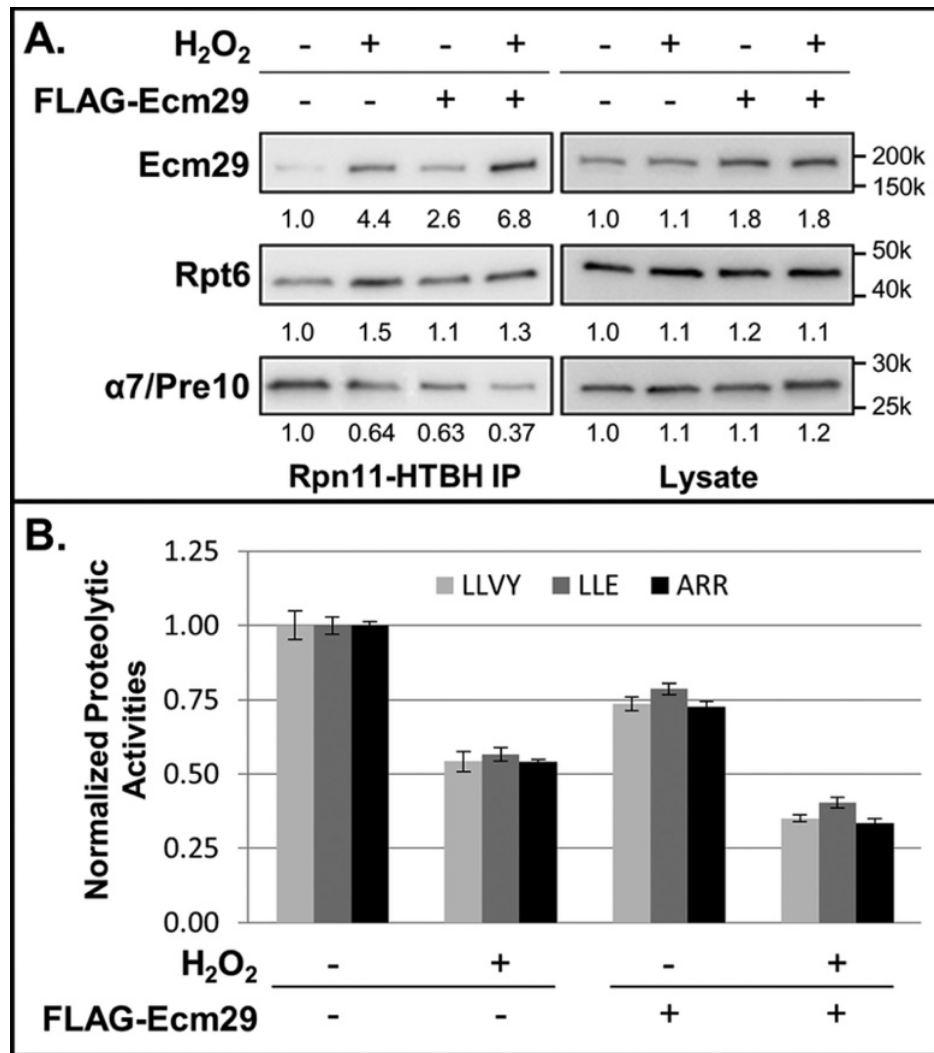 A.
H₂O₂ - + - + - + - +
FLAG-Ecm29 - - + + - - + +
Ecm29
200k
150k
1.0 4.4 2.6 6.8 1.0 1.1 1.8 1.8
Rpt6
50k
40k
1.0 1.5 1.1 1.3 1.0 1.1 1.2 1.1
α7/Pre10
30k
25k
1.0 0.64 0.63 0.37 1.0 1.1 1.1 1.2
Rpn11-HTBH IP Lysate
B.
Normalized Proteolytic
Activities
1.25
1.00
0.75
0.50
0.25
0.00
LLVY LLE ARR
H₂O₂ - + - +
FLAG-Ecm29 - - + +